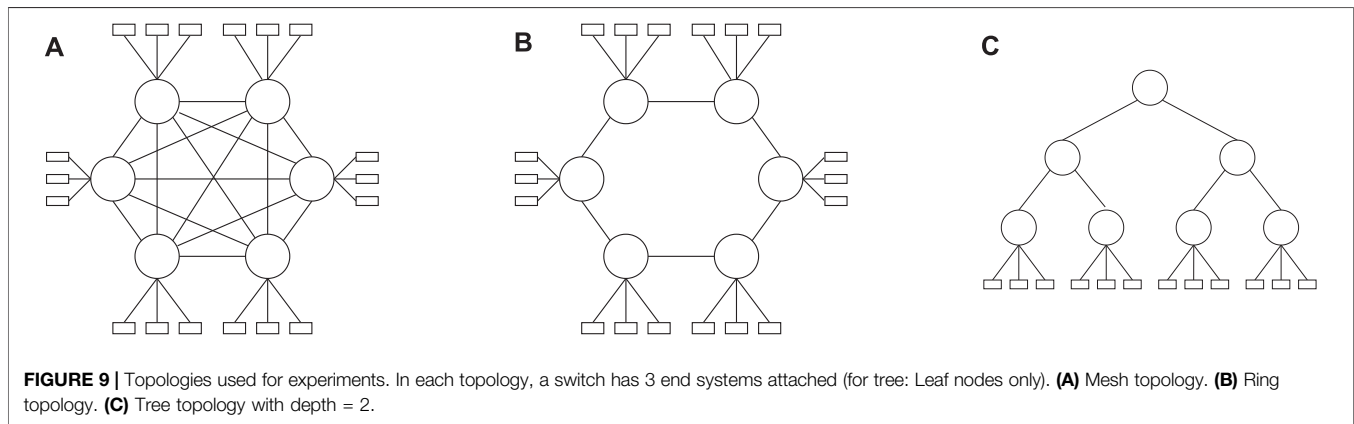 A
B
C
FIGURE 9 | Topologies used for experiments. In each topology, a switch has 3 end systems attached (for tree: Leaf nodes only). (A) Mesh topology. (B) Ring
topology. (C) Tree topology with depth = 2.